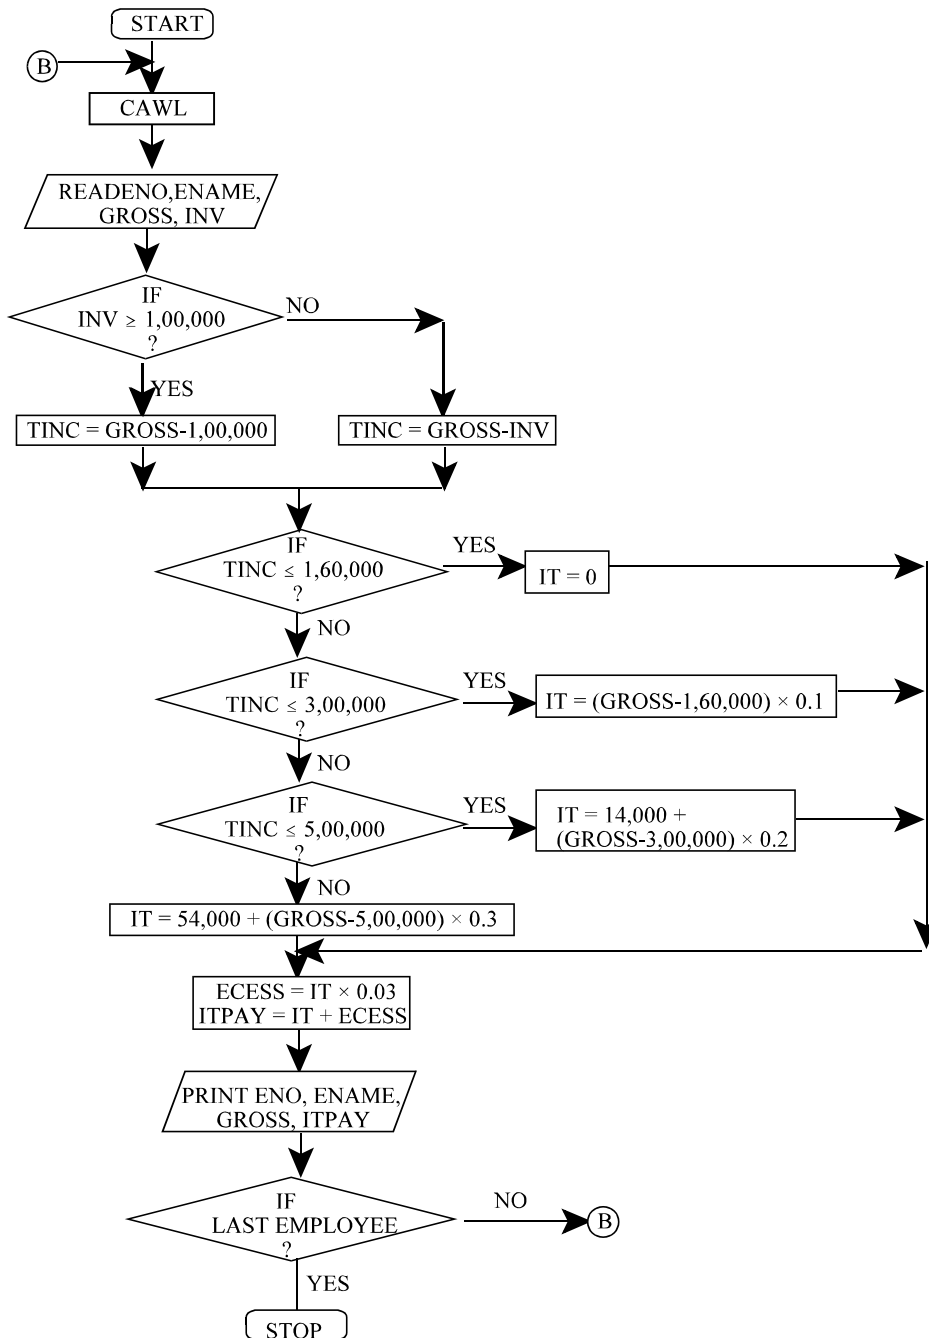 START
B
CAWL
READENO,ENAME,
GROSS, INV
IF
INV ≥ 1,00,000
?
NO
YES
TINC = GROSS-1,00,000
TINC = GROSS-INV
IF
TINC ≤ 1,60,000
?
YES
IT = 0
NO
IF
TINC ≤ 3,00,000
?
YES
IT = (GROSS-1,60,000) × 0.1
NO
IF
TINC ≤ 5,00,000
?
YES
IT = 14,000 +
(GROSS-3,00,000) × 0.2
NO
IT = 54,000 + (GROSS-5,00,000) × 0.3
ECESS = IT × 0.03
ITPAY = IT + ECESS
PRINT ENO, ENAME,
GROSS, ITPAY
IF
LAST EMPLOYEE
?
NO
B
YES
STOP